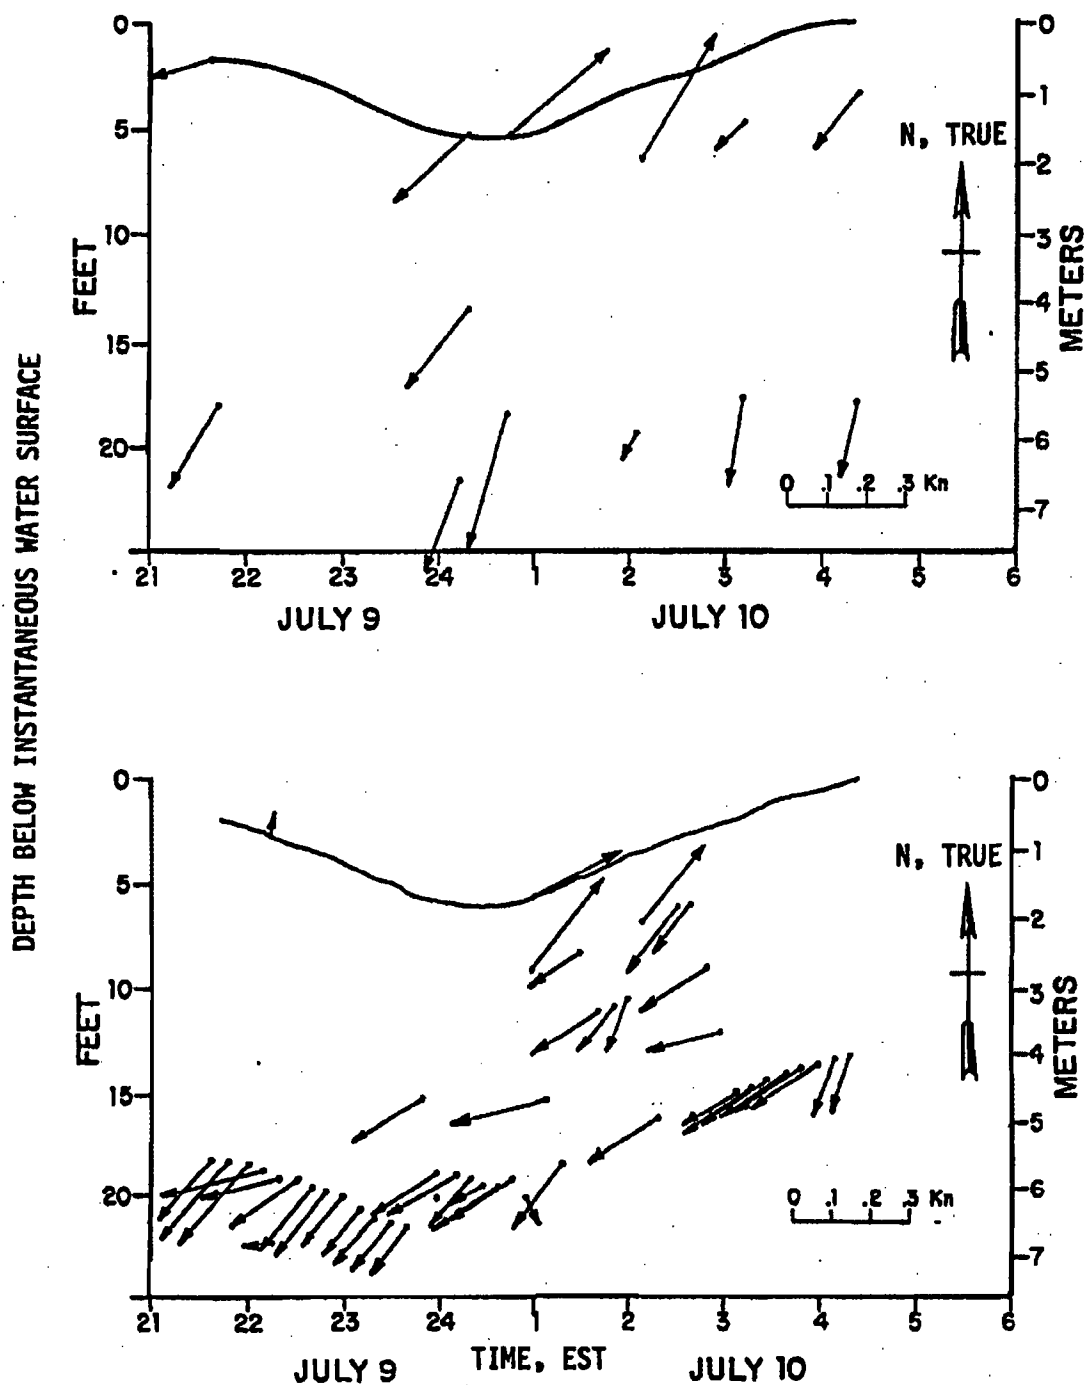 DEPTH BELOW INSTANTANEOUS WATER SURFACE
FEET
0
5
10
15
20
0
1
2
3
4
5
6
7
METERS
N, TRUE
0 .1 .2 .3 Kn
21 22 23 24 1 2 3 4 5 6
JULY 9 JULY 10
FEET
0
5
10
15
20
0
1
2
3
4
5
6
7
METERS
N, TRUE
0 .1 .2 .3 Kn
21 22 23 24 1 2 3 4 5 6
JULY 9 TIME, EST JULY 10